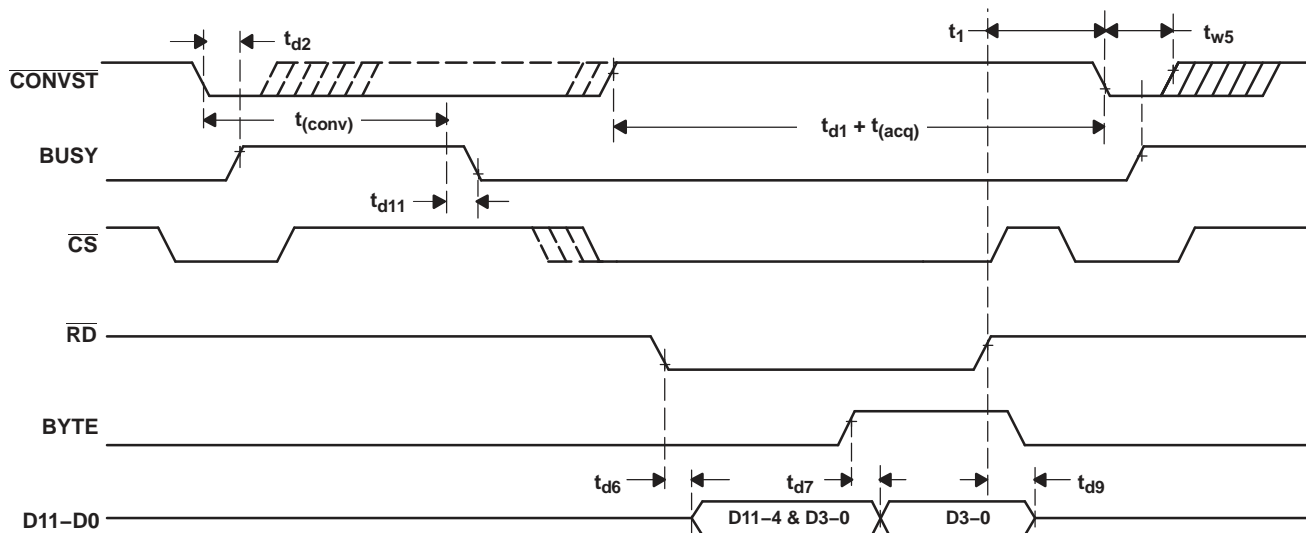 td2
t1
tw5
CONVST
t(conv)
td1 + t(acq)
BUSY
td11
CS
RD
BYTE
td6
td7
td9
D11–D0
D11–4 & D3–0
D3–0